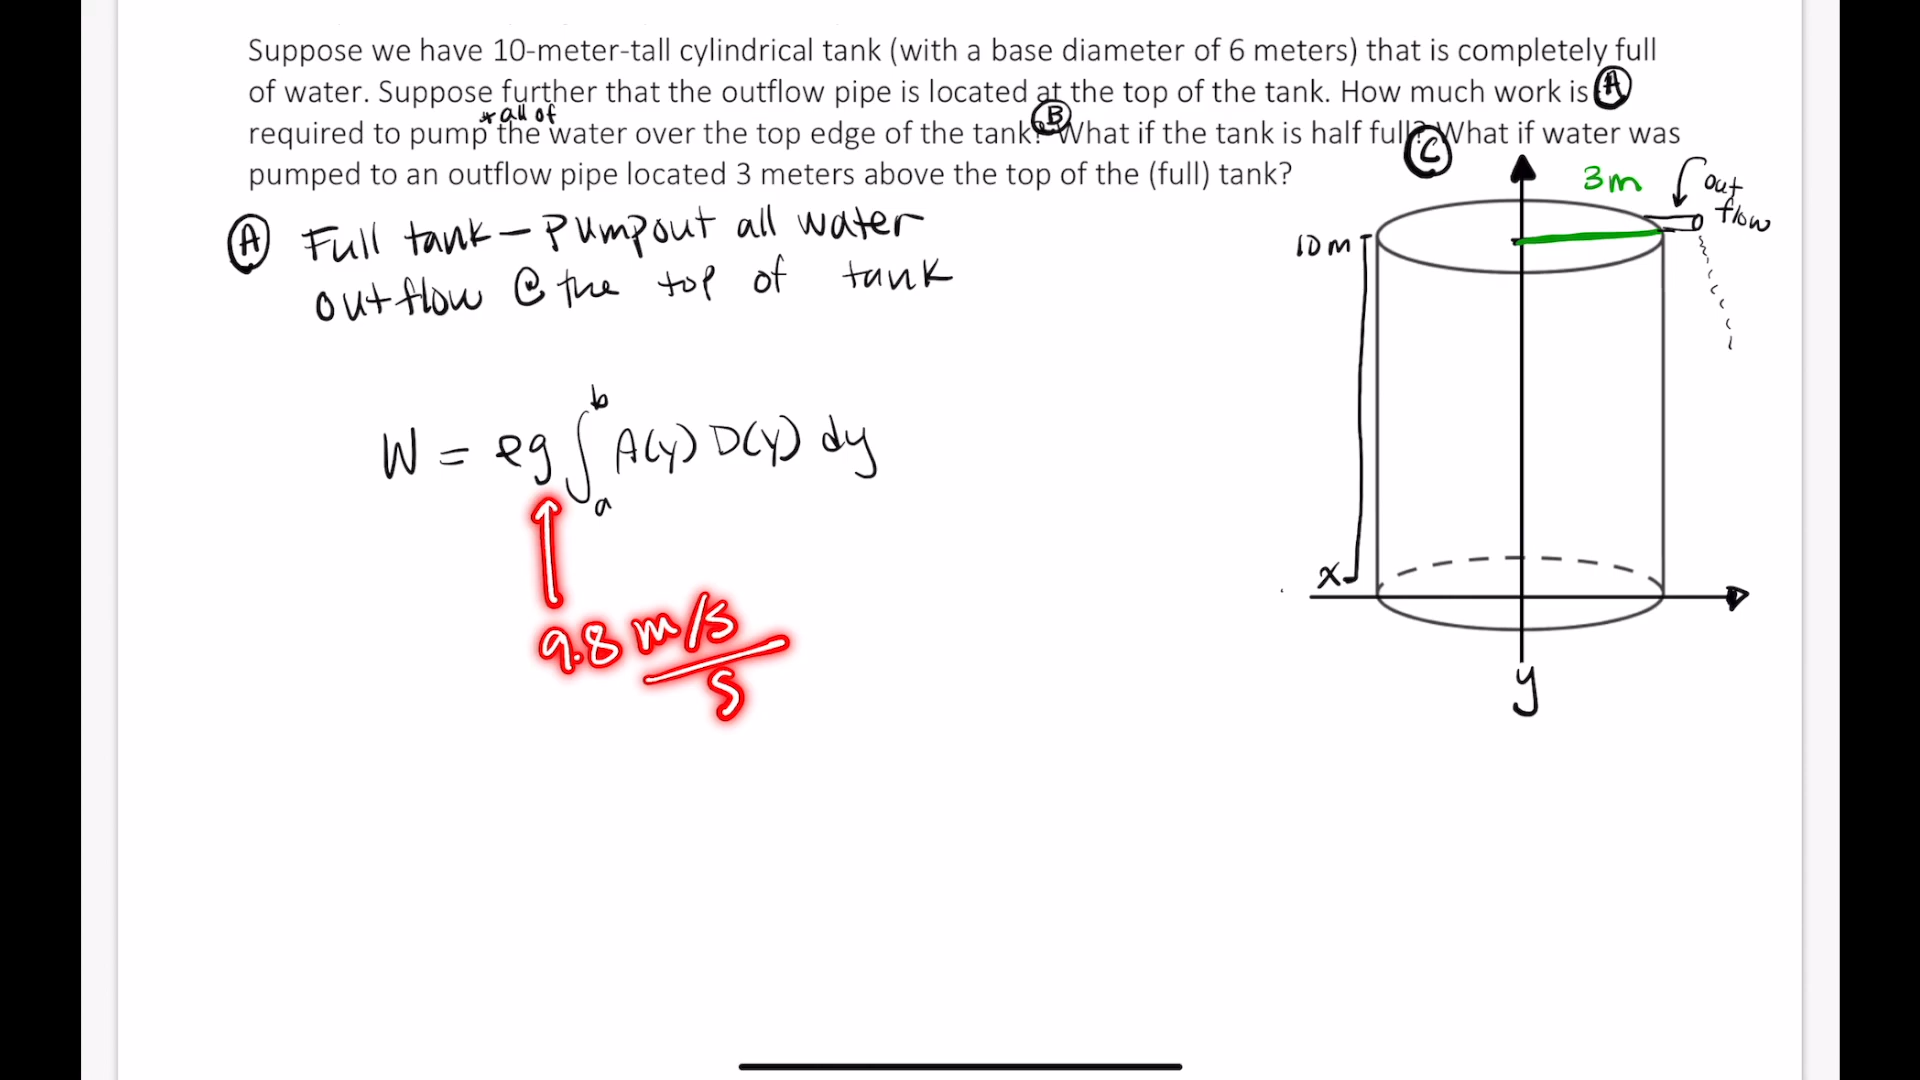 Suppose we have 10-meter-tall cylindrical tank (with a base diameter of 6 meters) that is completely full
of water. Suppose further that the outflow pipe is located at the top of the tank. How much work is (A)
* all of
required to pump the water over the top edge of the tank? (B) What if the tank is half full? (C) What if water was
pumped to an outflow pipe located 3 meters above the top of the (full) tank?
(A) Full tank – Pump out all water
outflow @ the top of tank
W = ρg ∫ₐᵇ A(y) D(y) dy
9.8 m/s
s
3m
out
flow
10m
x
y